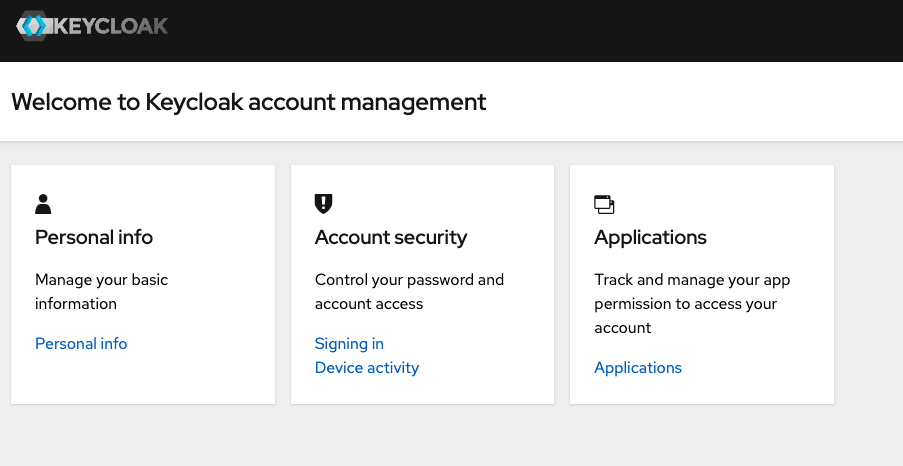 KEYCLOAK
Welcome to Keycloak account management
Personal info
Manage your basic
information
Personal info
Account security
Control your password and
account access
Signing in
Device activity
Applications
Track and manage your app
permission to access your
account
Applications